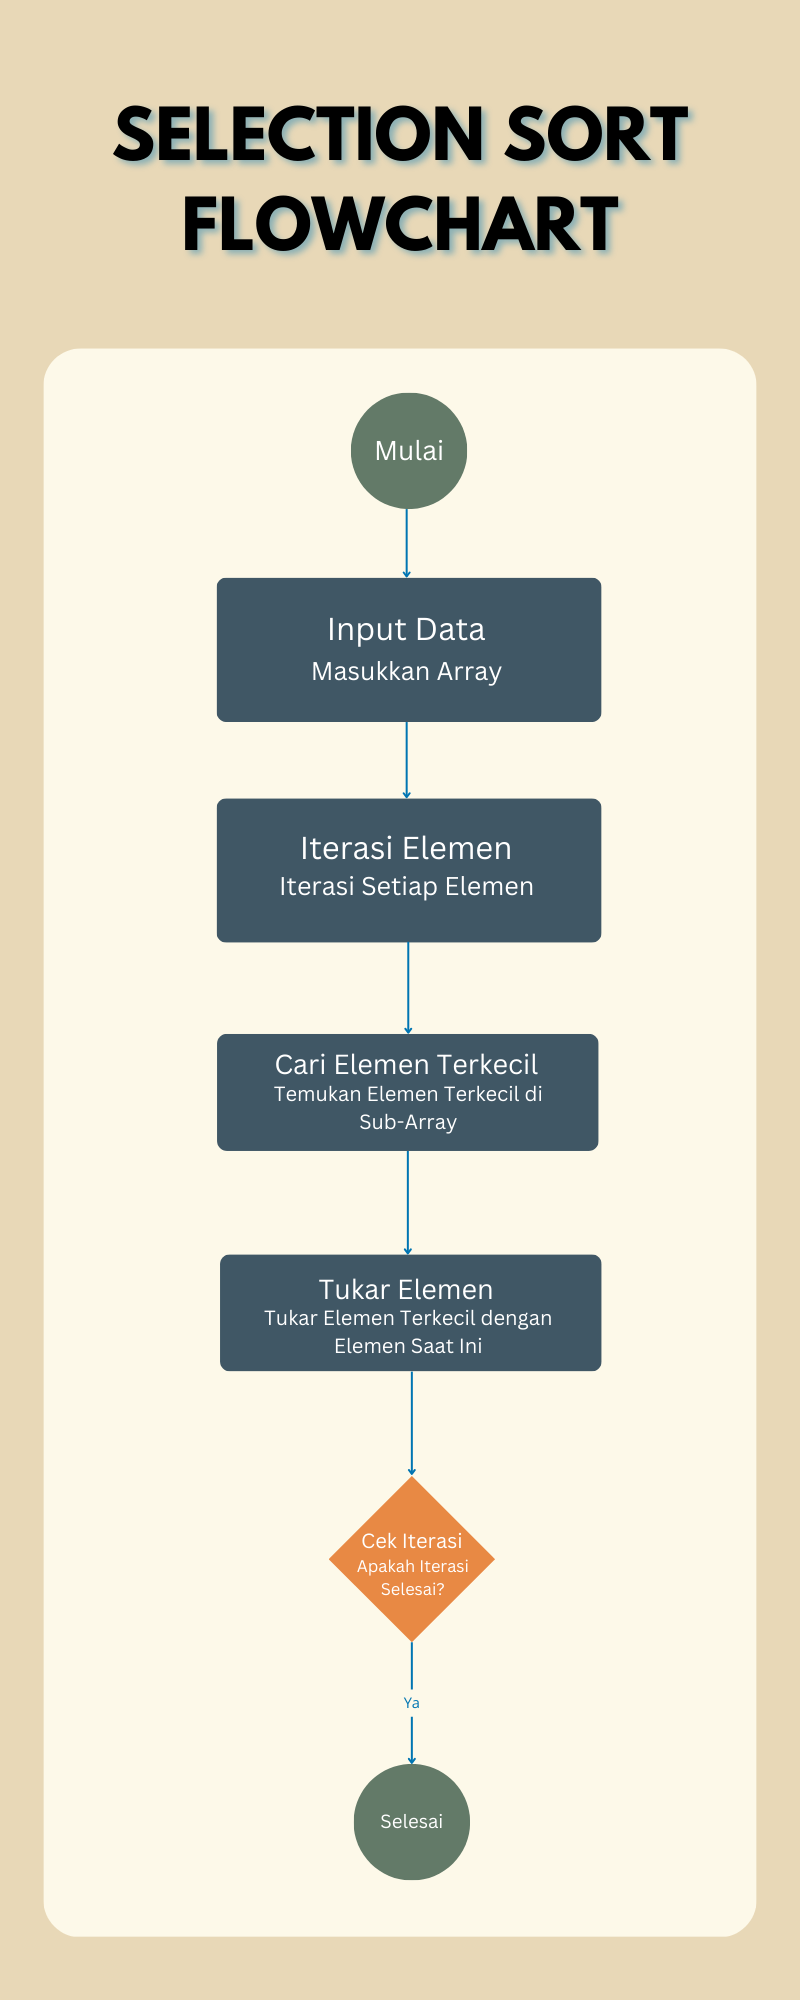 SELECTION SORT
FLOWCHART
Mulai
Input Data
Masukkan Array
Iterasi Elemen
Iterasi Setiap Elemen
Cari Elemen Terkecil
Temukan Elemen Terkecil di
Sub-Array
Tukar Elemen
Tukar Elemen Terkecil dengan
Elemen Saat Ini
Cek Iterasi
Apakah Iterasi
Selesai?
Ya
Selesai